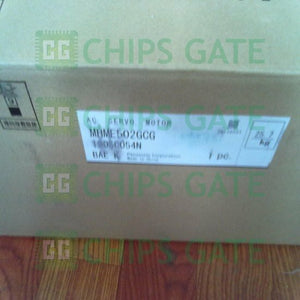 CHIPS GATE
AC SERVO MOTOR
MHME502GCG
25.7 kg
BAE K
Panasonic Corporation
1 pc.
CHIPS GATE
CHIPS GATE
CHIPS GATE